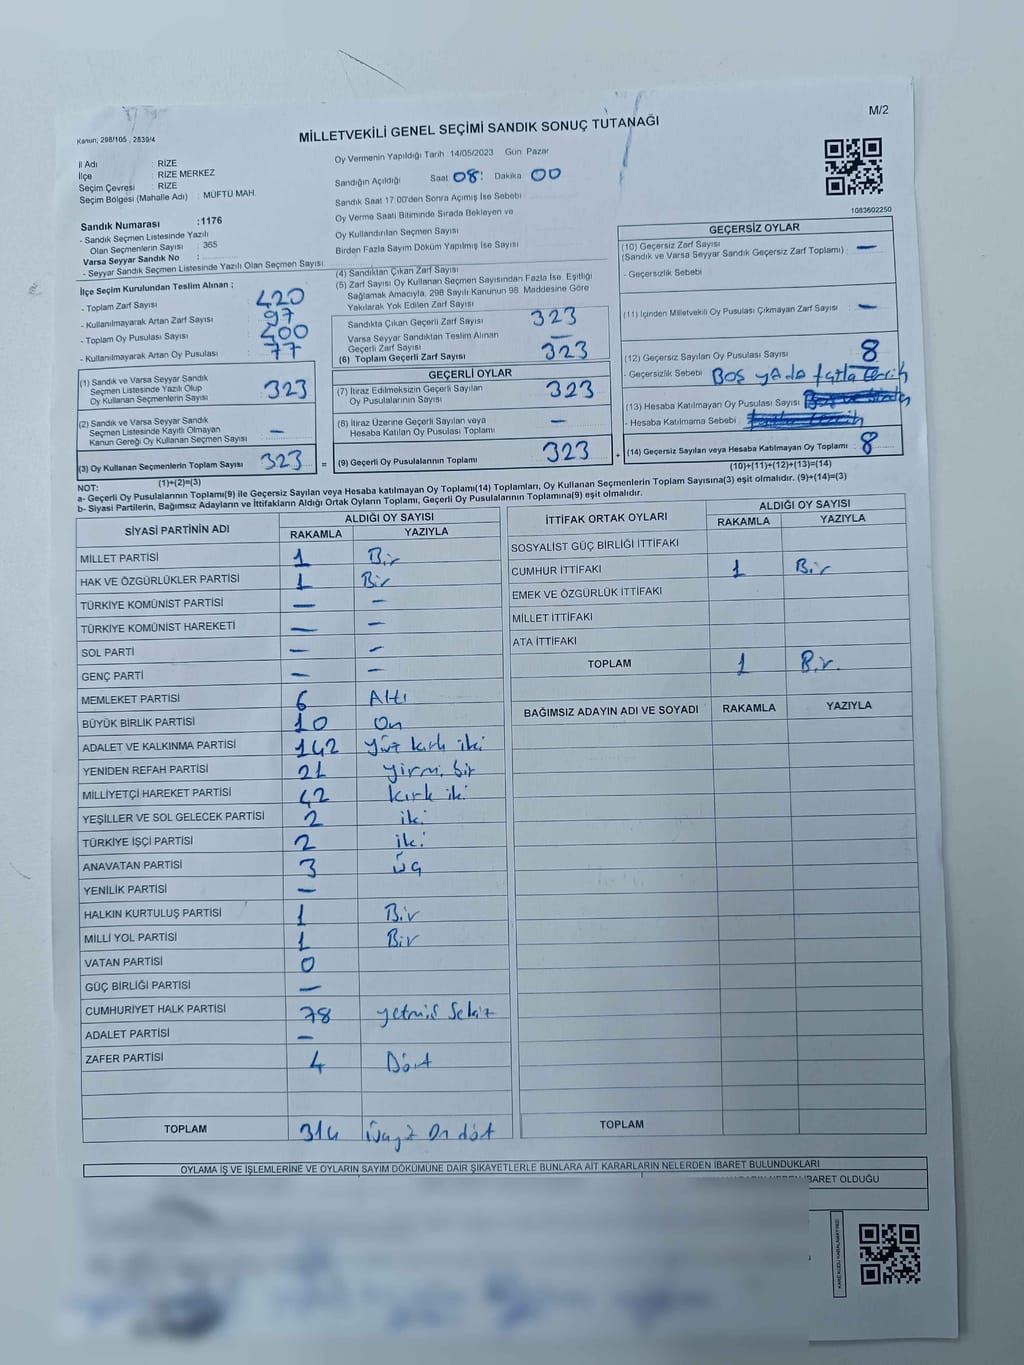 M/2
Kanun: 298/105 , 2839/4
MİLLETVEKİLİ GENEL SEÇİMİ SANDIK SONUÇ TUTANAĞI
İl Adı : RİZE
İlçe : RİZE MERKEZ
Seçim Çevresi : RİZE
Seçim Bölgesi (Mahalle Adı) : MÜFTÜ MAH.
Sandık Numarası : 1176
- Sandık Seçmen Listesinde Yazılı
Olan Seçmenlerin Sayısı : 365
Varsa Seyyar Sandık No :
- Seyyar Sandık Seçmen Listesinde Yazılı Olan Seçmen Sayısı:
Oy Vermenin Yapıldığı Tarih : 14/05/2023 Gün: Pazar
Sandığın Açıldığı Saat 08: Dakika 00
Sandık Saat 17.00'den Sonra Açımış İse Sebebi
Oy Verme Saati Bitiminde Sırada Bekleyen ve
Oy Kullandırılan Seçmen Sayısı
Birden Fazla Sayım Döküm Yapılmış İse Sayısı
1083602250
İlçe Seçim Kurulundan Teslim Alınan ;
- Toplam Zarf Sayısı 420
- Kullanılmayarak Artan Zarf Sayısı 97
- Toplam Oy Pusulası Sayısı 400
- Kullanılmayarak Artan Oy Pusulası 77
(1) Sandık ve Varsa Seyyar Sandık
Seçmen Listesinde Yazılı Olup
Oy Kullanan Seçmenlerin Sayısı 323
(2) Sandık ve Varsa Seyyar Sandık
Seçmen Listesinde Kayıtlı Olmayan
Kanun Gereği Oy Kullanan Seçmen Sayısı —
(3) Oy Kullanan Seçmenlerin Toplam Sayısı 323 =
(1)+(2)=(3)
(4) Sandıktan Çıkan Zarf Sayısı
(5) Zarf Sayısı Oy Kullanan Seçmen Sayısından Fazla İse, Eşitliği
Sağlamak Amacıyla, 298 Sayılı Kanunun 98. Maddesine Göre
Yakılarak Yok Edilen Zarf Sayısı
Sandıkta Çıkan Geçerli Zarf Sayısı 323
Varsa Seyyar Sandıktan Teslim Alınan
Geçerli Zarf Sayısı —
(6) Toplam Geçerli Zarf Sayısı 323
GEÇERLİ OYLAR
(7) İtiraz Edilmeksizin Geçerli Sayılan
Oy Pusulalarının Sayısı 323
(8) İtiraz Üzerine Geçerli Sayılan veya
Hesaba Katılan Oy Pusulası Toplamı —
(9) Geçerli Oy Pusulalarının Toplamı 323 +
GEÇERSİZ OYLAR
(10) Geçersiz Zarf Sayısı
(Sandık ve Varsa Seyyar Sandık Geçersiz Zarf Toplamı) : —
- Geçersizlik Sebebi
(11) İçinden Milletvekili Oy Pusulası Çıkmayan Zarf Sayısı —
(12) Geçersiz Sayılan Oy Pusulası Sayısı 8
- Geçersizlik Sebebi Boş yada fazla tercih
(13) Hesaba Katılmayan Oy Pusulası Sayısı
- Hesaba Katılmama Sebebi
(14) Geçersiz Sayılan veya Hesaba Katılmayan Oy Toplamı 8
(10)+(11)+(12)+(13)=(14)
NOT:
a- Geçerli Oy Pusulalarının Toplamı(9) ile Geçersiz Sayılan veya Hesaba katılmayan Oy Toplamı(14) Toplamları, Oy Kullanan Seçmenlerin Toplam Sayısına(3) eşit olmalıdır. (9)+(14)=(3)
b- Siyasi Partilerin, Bağımsız Adayların ve İttifakların Aldığı Ortak Oyların Toplamı, Geçerli Oy Pusulalarının Toplamına(9) eşit olmalıdır.
SİYASİ PARTİNİN ADI ALDIĞI OY SAYISI
RAKAMLA YAZIYLA
MİLLET PARTİSİ 1 Bir
HAK VE ÖZGÜRLÜKLER PARTİSİ 1 Bir
TÜRKİYE KOMÜNİST PARTİSİ — —
TÜRKİYE KOMÜNİST HAREKETİ — —
SOL PARTİ — —
GENÇ PARTİ — —
MEMLEKET PARTİSİ 6 Altı
BÜYÜK BİRLİK PARTİSİ 10 On
ADALET VE KALKINMA PARTİSİ 142 yüz kırk iki
YENİDEN REFAH PARTİSİ 21 yirmi bir
MİLLİYETÇİ HAREKET PARTİSİ 42 kırk iki
YEŞİLLER VE SOL GELECEK PARTİSİ 2 iki
TÜRKİYE İŞÇİ PARTİSİ 2 iki
ANAVATAN PARTİSİ 3 üç
YENİLİK PARTİSİ —
HALKIN KURTULUŞ PARTİSİ 1 Bir
MİLLİ YOL PARTİSİ 1 Bir
VATAN PARTİSİ 0
GÜÇ BİRLİĞİ PARTİSİ —
CUMHURİYET HALK PARTİSİ 78 yetmiş Sekiz
ADALET PARTİSİ —
ZAFER PARTİSİ 4 Dört
TOPLAM 314 Üçyüz On dört
İTTİFAK ORTAK OYLARI ALDIĞI OY SAYISI
RAKAMLA YAZIYLA
SOSYALIST GÜÇ BİRLİĞİ İTTİFAKI
CUMHUR İTTİFAKI 1 Bir
EMEK VE ÖZGÜRLÜK İTTİFAKI
MİLLET İTTİFAKI
ATA İTTİFAKI
TOPLAM 1 Bir
BAĞIMSIZ ADAYIN ADI VE SOYADI RAKAMLA YAZIYLA
TOPLAM
OYLAMA İŞ VE İŞLEMLERİNE VE OYLARIN SAYIM DÖKÜMÜNE DAİR ŞİKAYETLERLE BUNLARA AİT KARARLARIN NELERDEN İBARET BULUNDUKLARI
İBARET OLDUĞU